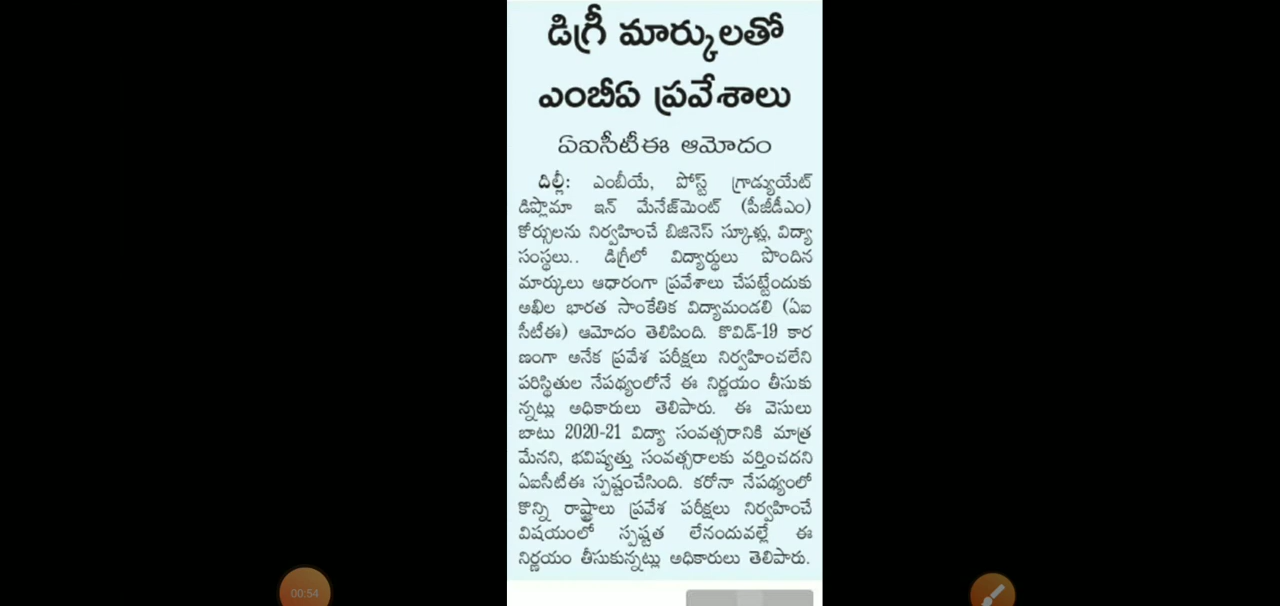 డిగ్రీ మార్కులతో
ఎంబీఏ ప్రవేశాలు
ఏఐసీటీఈ ఆమోదం
దిల్లీ: ఎంబీయే, పోస్ట్ గ్రాడ్యుయేట్
డిప్లొమా ఇన్ మేనేజ్‌మెంట్ (పీజీడీఎం)
కోర్సులను నిర్వహించే బిజినెస్ స్కూళ్లు, విద్యా
సంస్థలు.. డిగ్రీలో విద్యార్థులు పొందిన
మార్కులు ఆధారంగా ప్రవేశాలు చేపట్టేందుకు
అఖిల భారత సాంకేతిక విద్యామండలి (ఏఐ
సీటీఈ) ఆమోదం తెలిపింది. కొవిడ్-19 కార
ణంగా అనేక ప్రవేశ పరీక్షలు నిర్వహించలేని
పరిస్థితుల నేపథ్యంలోనే ఈ నిర్ణయం తీసుకు
న్నట్లు అధికారులు తెలిపారు. ఈ వెసులు
బాటు 2020-21 విద్యా సంవత్సరానికి మాత్ర
మేనని, భవిష్యత్తు సంవత్సరాలకు వర్తించదని
ఏఐసీటీఈ స్పష్టంచేసింది. కరోనా నేపథ్యంలో
కొన్ని రాష్ట్రాలు ప్రవేశ పరీక్షలు నిర్వహించే
విషయంలో స్పష్టత లేనందువల్లే ఈ
నిర్ణయం తీసుకున్నట్లు అధికారులు తెలిపారు.
00:54